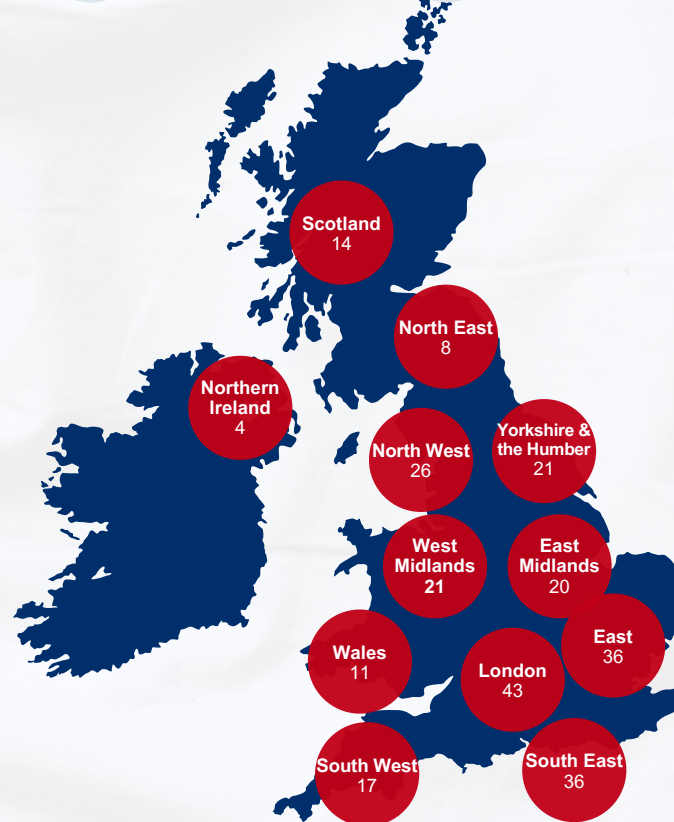 Scotland
14
North East
8
Northern
Ireland
4
North West
26
Yorkshire &
the Humber
21
West
Midlands
21
East
Midlands
20
Wales
11
London
43
East
36
South West
17
South East
36